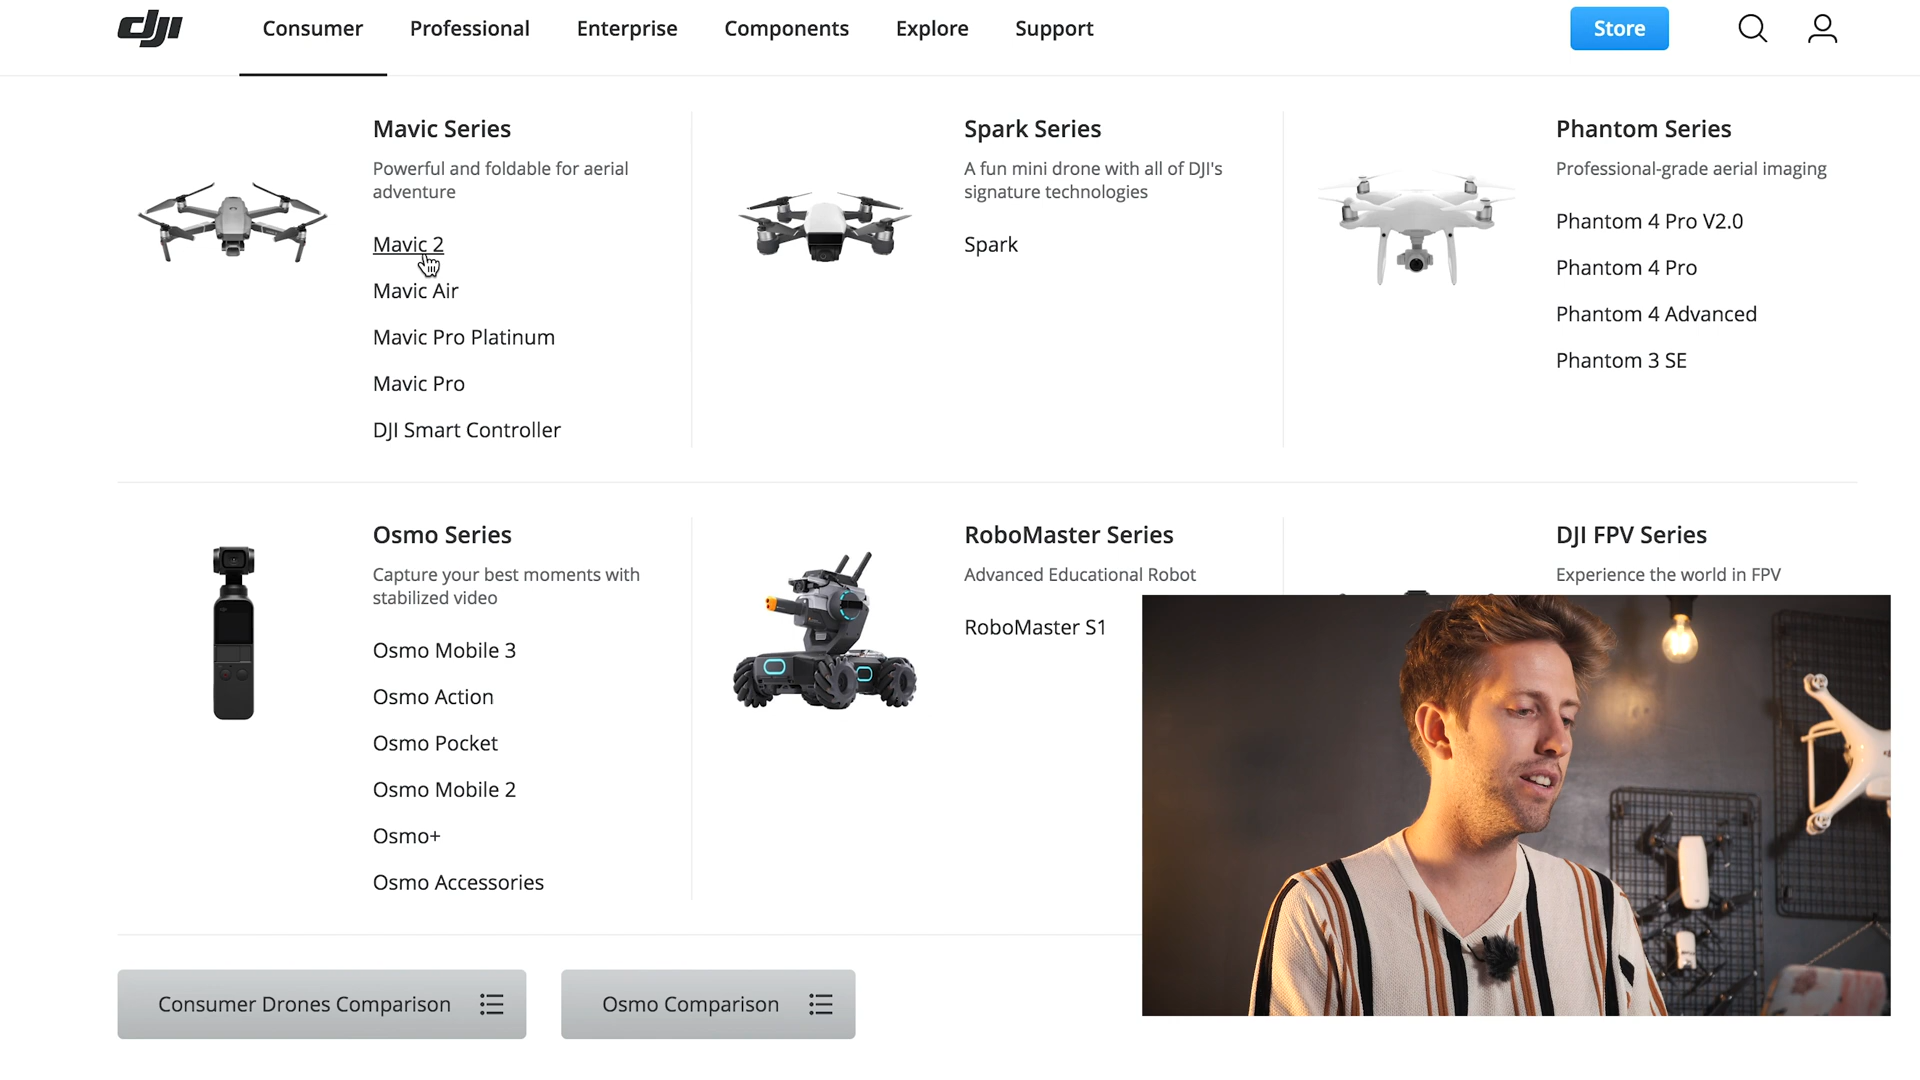 dji
Consumer
Professional
Enterprise
Components
Explore
Support
Store
Mavic Series
Powerful and foldable for aerial
adventure
Mavic 2
Mavic Air
Mavic Pro Platinum
Mavic Pro
DJI Smart Controller
Spark Series
A fun mini drone with all of DJI's
signature technologies
Spark
Phantom Series
Professional-grade aerial imaging
Phantom 4 Pro V2.0
Phantom 4 Pro
Phantom 4 Advanced
Phantom 3 SE
Osmo Series
Capture your best moments with
stabilized video
Osmo Mobile 3
Osmo Action
Osmo Pocket
Osmo Mobile 2
Osmo+
Osmo Accessories
RoboMaster Series
Advanced Educational Robot
RoboMaster S1
DJI FPV Series
Experience the world in FPV
Consumer Drones Comparison
Osmo Comparison